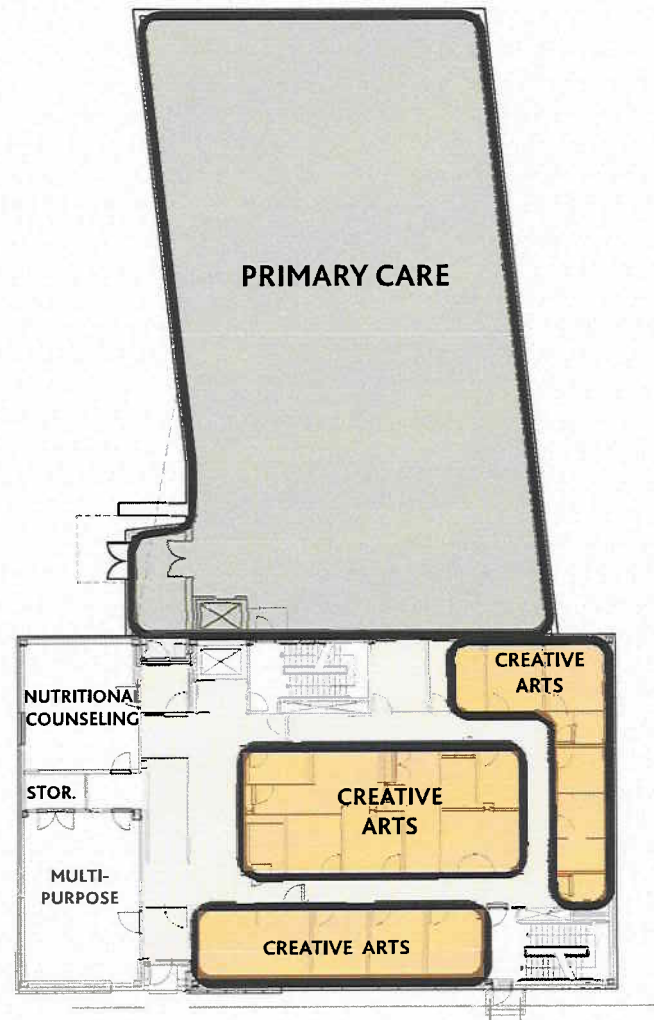 PRIMARY CARE
CREATIVE
ARTS
NUTRITIONAL
COUNSELING
STOR.
CREATIVE
ARTS
MULTI-
PURPOSE
CREATIVE ARTS